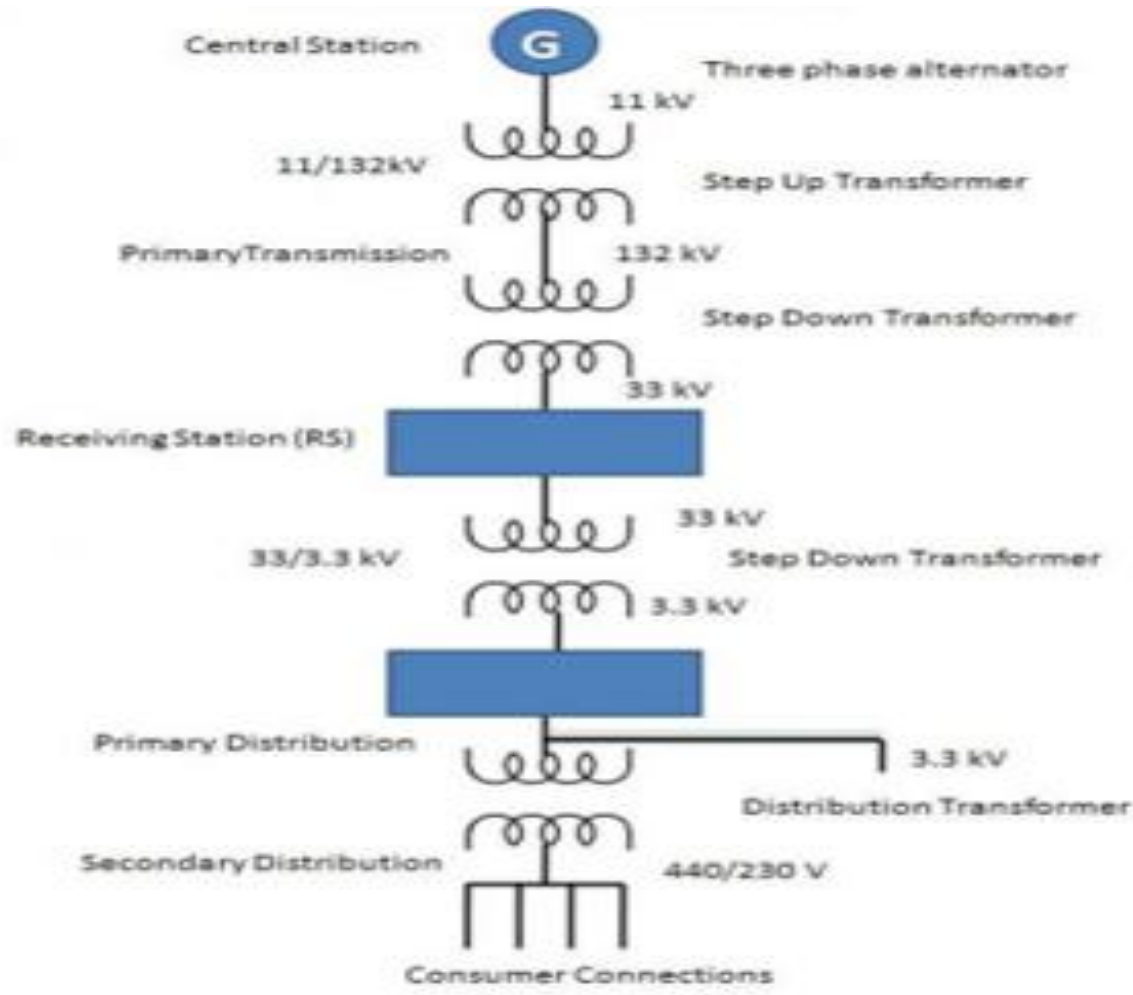 Central Station
G
Three phase alternator
11 kV
11/132kV
Step Up Transformer
PrimaryTransmission
132 kV
Step Down Transformer
33 kV
Receiving Station (RS)
33 kV
33/3.3 kV
Step Down Transformer
3.3 kV
Primary Distribution
3.3 kV
Distribution Transformer
Secondary Distribution
440/230 V
Consumer Connections